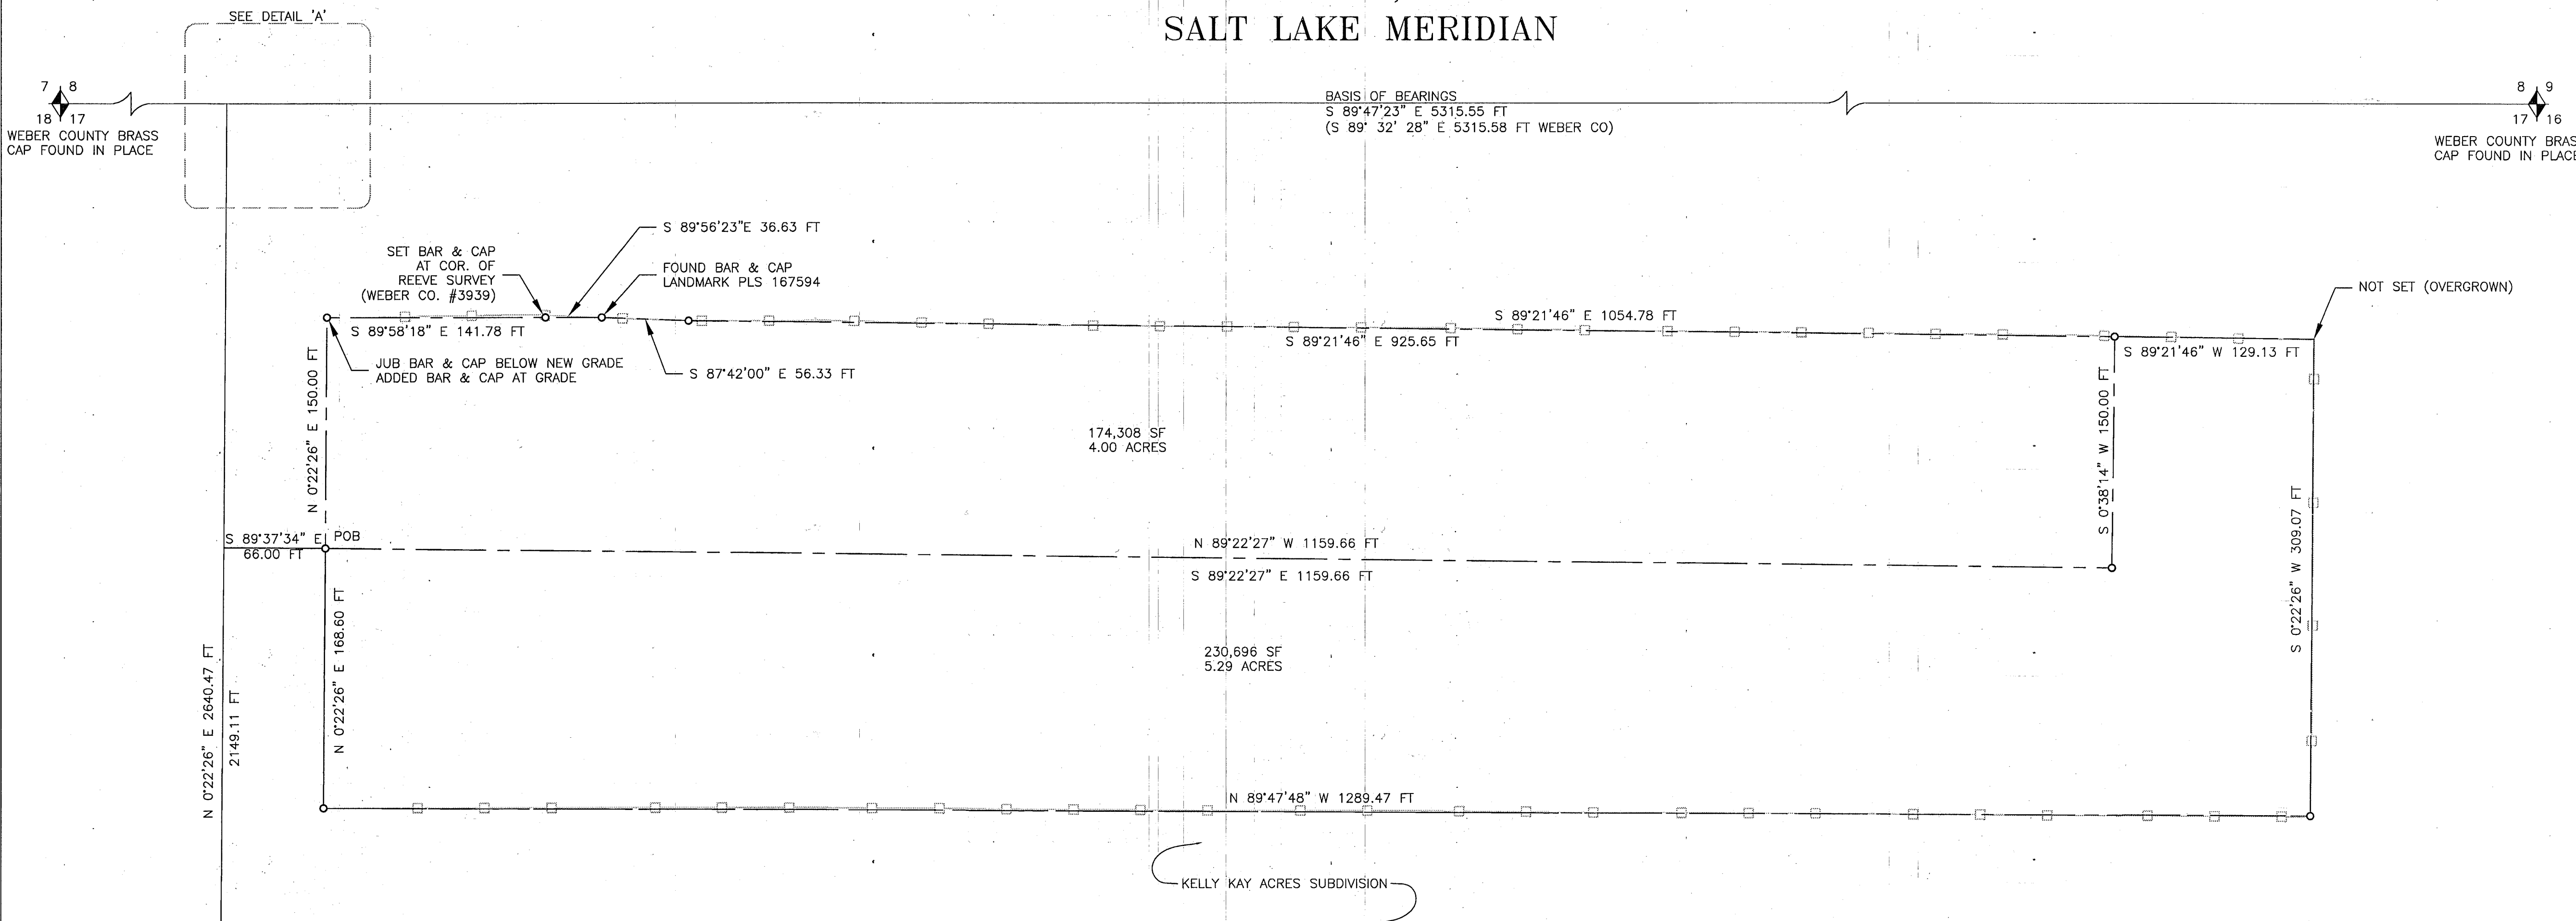 SEE DETAIL 'A'
SALT LAKE MERIDIAN
7 8
18 17
WEBER COUNTY BRASS
CAP FOUND IN PLACE
BASIS OF BEARINGS
S 89°47'23" E 5315.55 FT
(S 89° 32' 28" E 5315.58 FT WEBER CO)
8 9
17 16
WEBER COUNTY BRAS
CAP FOUND IN PLACE
S 89°56'23"E 36.63 FT
SET BAR & CAP
AT COR. OF
REEVE SURVEY
(WEBER CO. #3939)
FOUND BAR & CAP
LANDMARK PLS 167594
NOT SET (OVERGROWN)
S 89°58'18" E 141.78 FT
S 89°21'46" E 1054.78 FT
S 89°21'46" E 925.65 FT
S 89°21'46" W 129.13 FT
JUB BAR & CAP BELOW NEW GRADE
ADDED BAR & CAP AT GRADE
S 87°42'00" E 56.33 FT
N 0°22'26" E 150.00 FT
174,308 SF
4.00 ACRES
S 0°38'14" W 150.00 FT
S 0°22'26" W 309.07 FT
S 89°37'34" E
66.00 FT
POB
N 89°22'27" W 1159.66 FT
S 89°22'27" E 1159.66 FT
N 0°22'26" E 168.60 FT
230,696 SF
5.29 ACRES
N 0°22'26" E 2640.47 FT
2149.11 FT
N 89°47'48" W 1289.47 FT
KELLY KAY ACRES SUBDIVISION